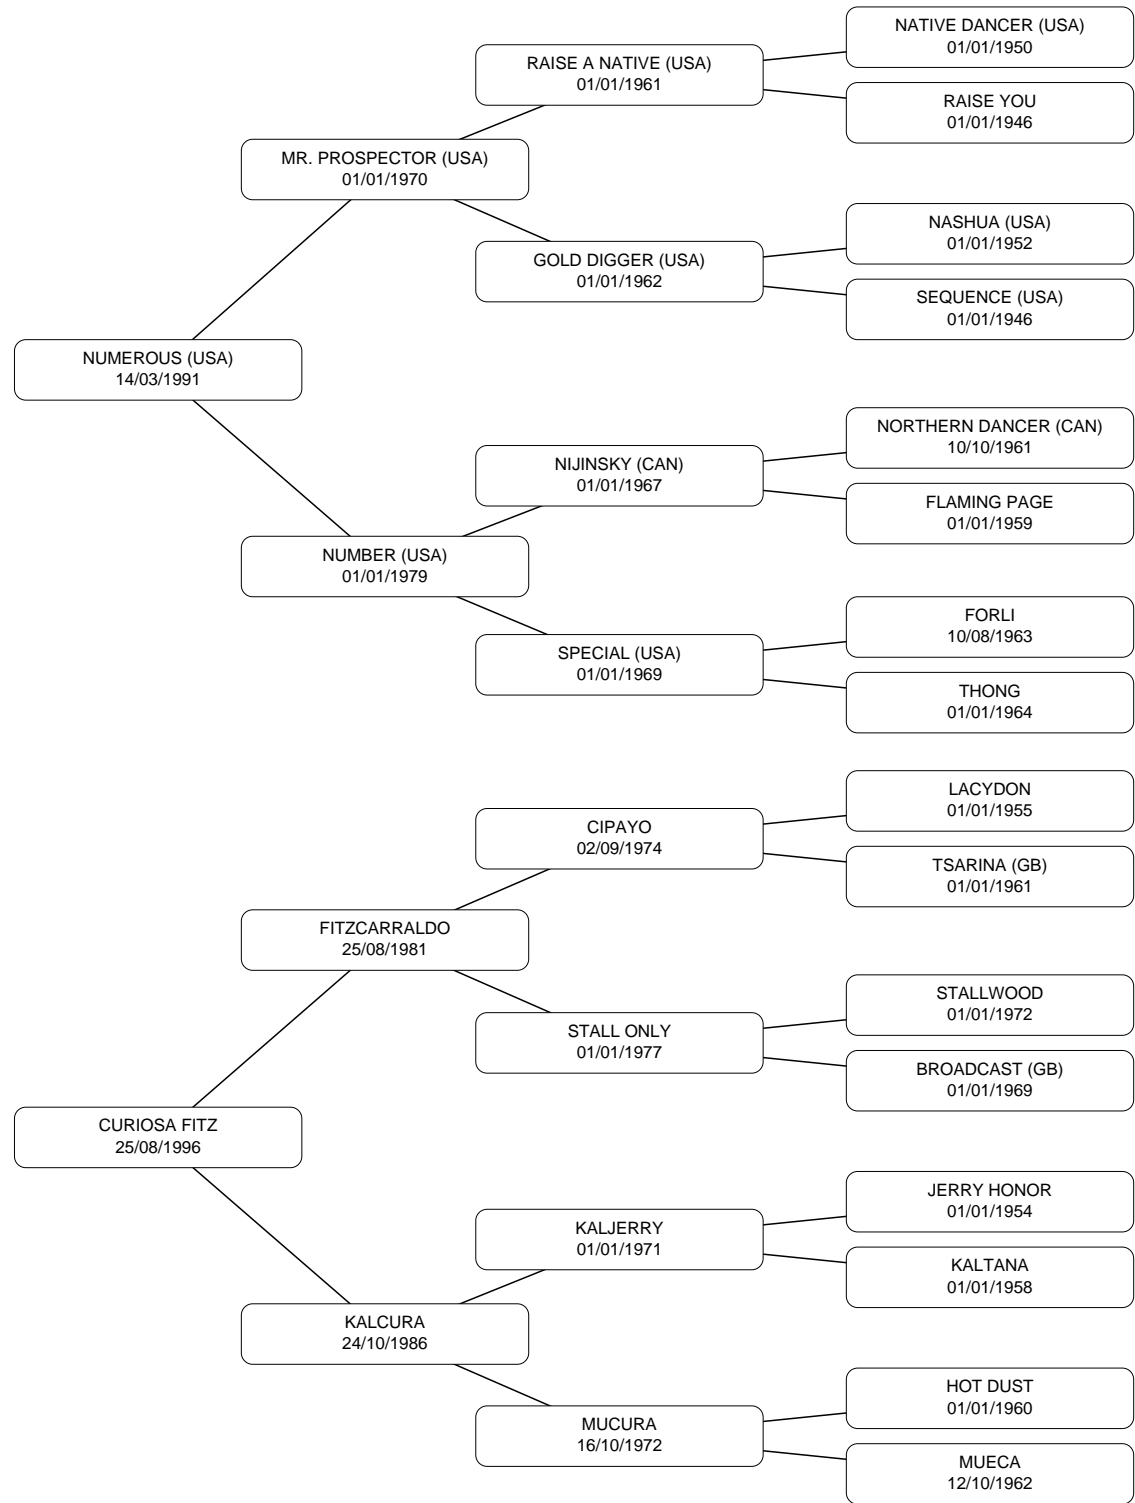 NATIVE DANCER (USA)
01/01/1950
RAISE A NATIVE (USA)
01/01/1961
RAISE YOU
01/01/1946
MR. PROSPECTOR (USA)
01/01/1970
NASHUA (USA)
01/01/1952
GOLD DIGGER (USA)
01/01/1962
SEQUENCE (USA)
01/01/1946
NUMEROUS (USA)
14/03/1991
NORTHERN DANCER (CAN)
10/10/1961
NIJINSKY (CAN)
01/01/1967
FLAMING PAGE
01/01/1959
NUMBER (USA)
01/01/1979
FORLI
10/08/1963
SPECIAL (USA)
01/01/1969
THONG
01/01/1964
LACYDON
01/01/1955
CIPAYO
02/09/1974
TSARINA (GB)
01/01/1961
FITZCARRALDO
25/08/1981
STALLWOOD
01/01/1972
STALL ONLY
01/01/1977
BROADCAST (GB)
01/01/1969
CURIOSA FITZ
25/08/1996
JERRY HONOR
01/01/1954
KALJERRY
01/01/1971
KALTANA
01/01/1958
KALCURA
24/10/1986
HOT DUST
01/01/1960
MUCURA
16/10/1972
MUECA
12/10/1962